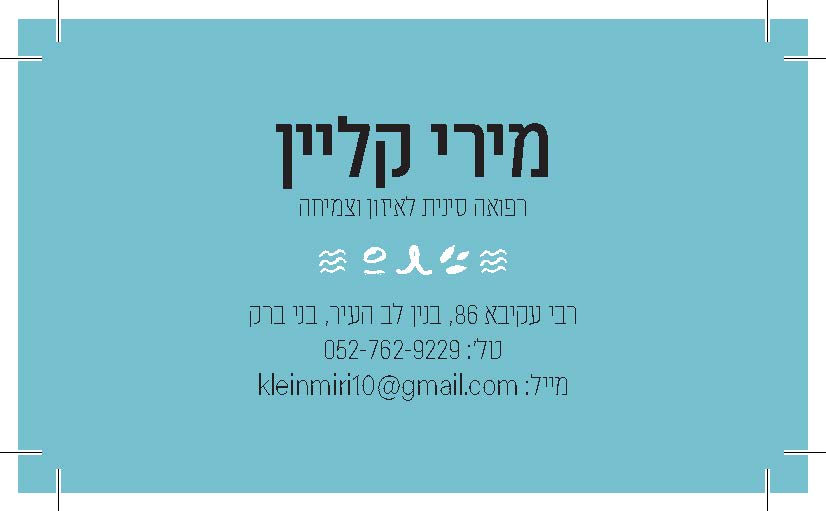 מירי קליין
רפואה סינית לאיזון וצמיחה
רבי עקיבא 86, בנין לב העיר, בני ברק
טל': 052-762-9229
מייל: kleinmiri10@gmail.com